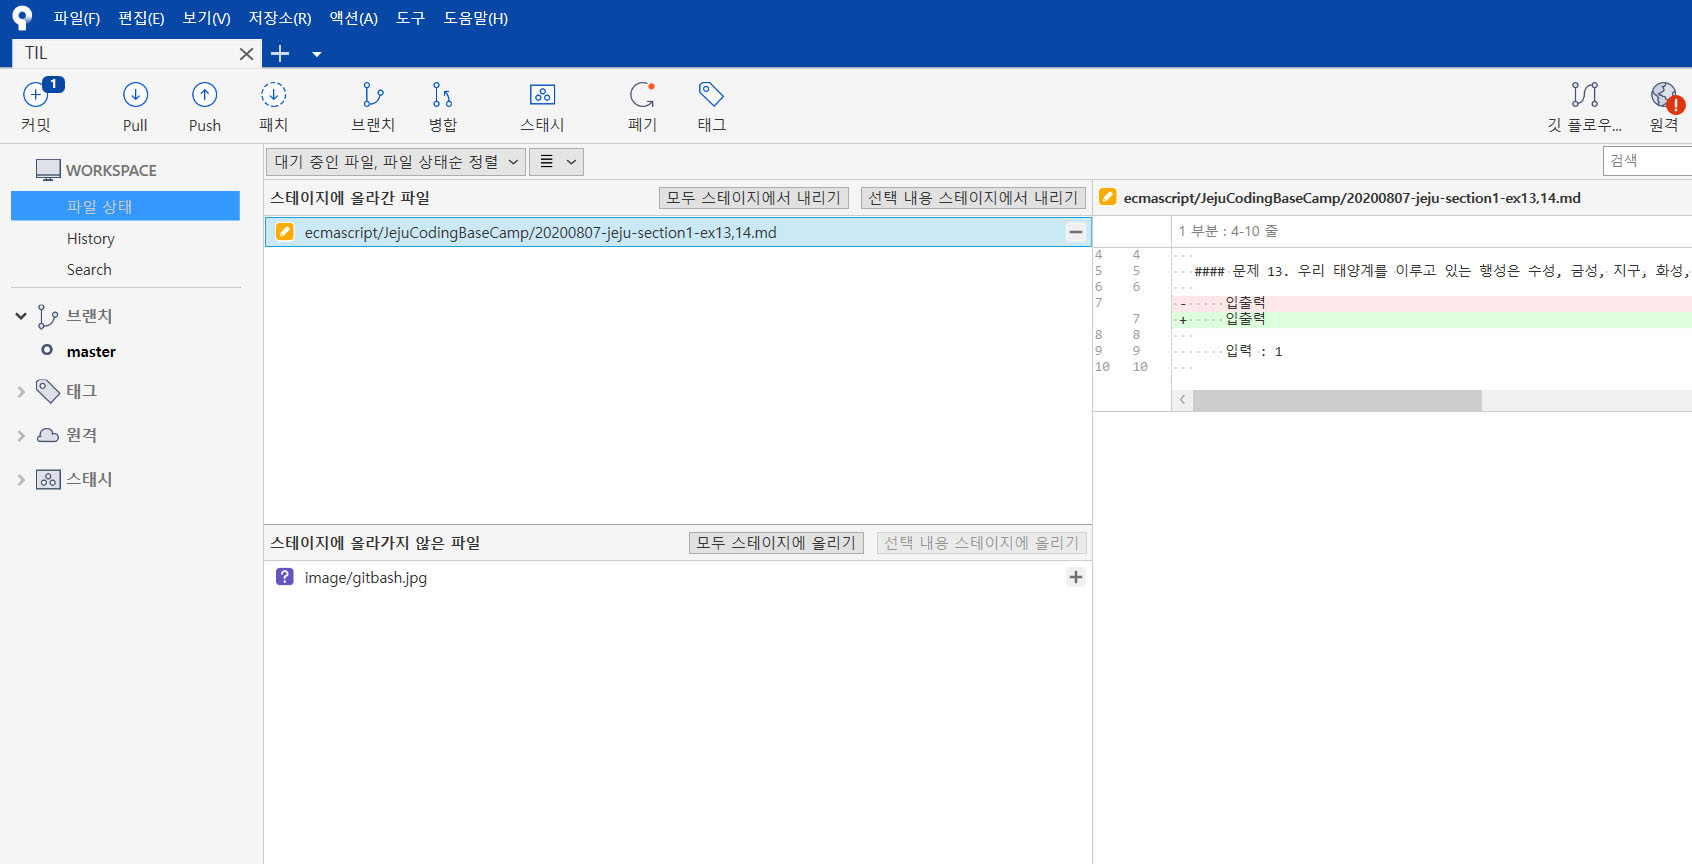 파일(F) 편집(E) 보기(V) 저장소(R) 액션(A) 도구 도움말(H)
TIL
1
커밋 Pull Push 패치 브랜치 병합 스태시 폐기 태그 깃 플로우... 원격
WORKSPACE
파일 상태
History
Search
브랜치
master
태그
원격
스태시
대기 중인 파일, 파일 상태순 정렬
검색
스테이지에 올라간 파일 모두 스테이지에서 내리기 선택 내용 스테이지에서 내리기
ecmascript/JejuCodingBaseCamp/20200807-jeju-section1-ex13,14.md
스테이지에 올라가지 않은 파일 모두 스테이지에 올리기 선택 내용 스테이지에 올리기
image/gitbash.jpg
ecmascript/JejuCodingBaseCamp/20200807-jeju-section1-ex13,14.md
1 부분 : 4-10 줄
4 4
5 5 #### 문제 13. 우리 태양계를 이루고 있는 행성은 수성, 금성, 지구, 화성,
6 6
7 - 입출력
7 + 입출력
8 8
9 9 입력 : 1
10 10